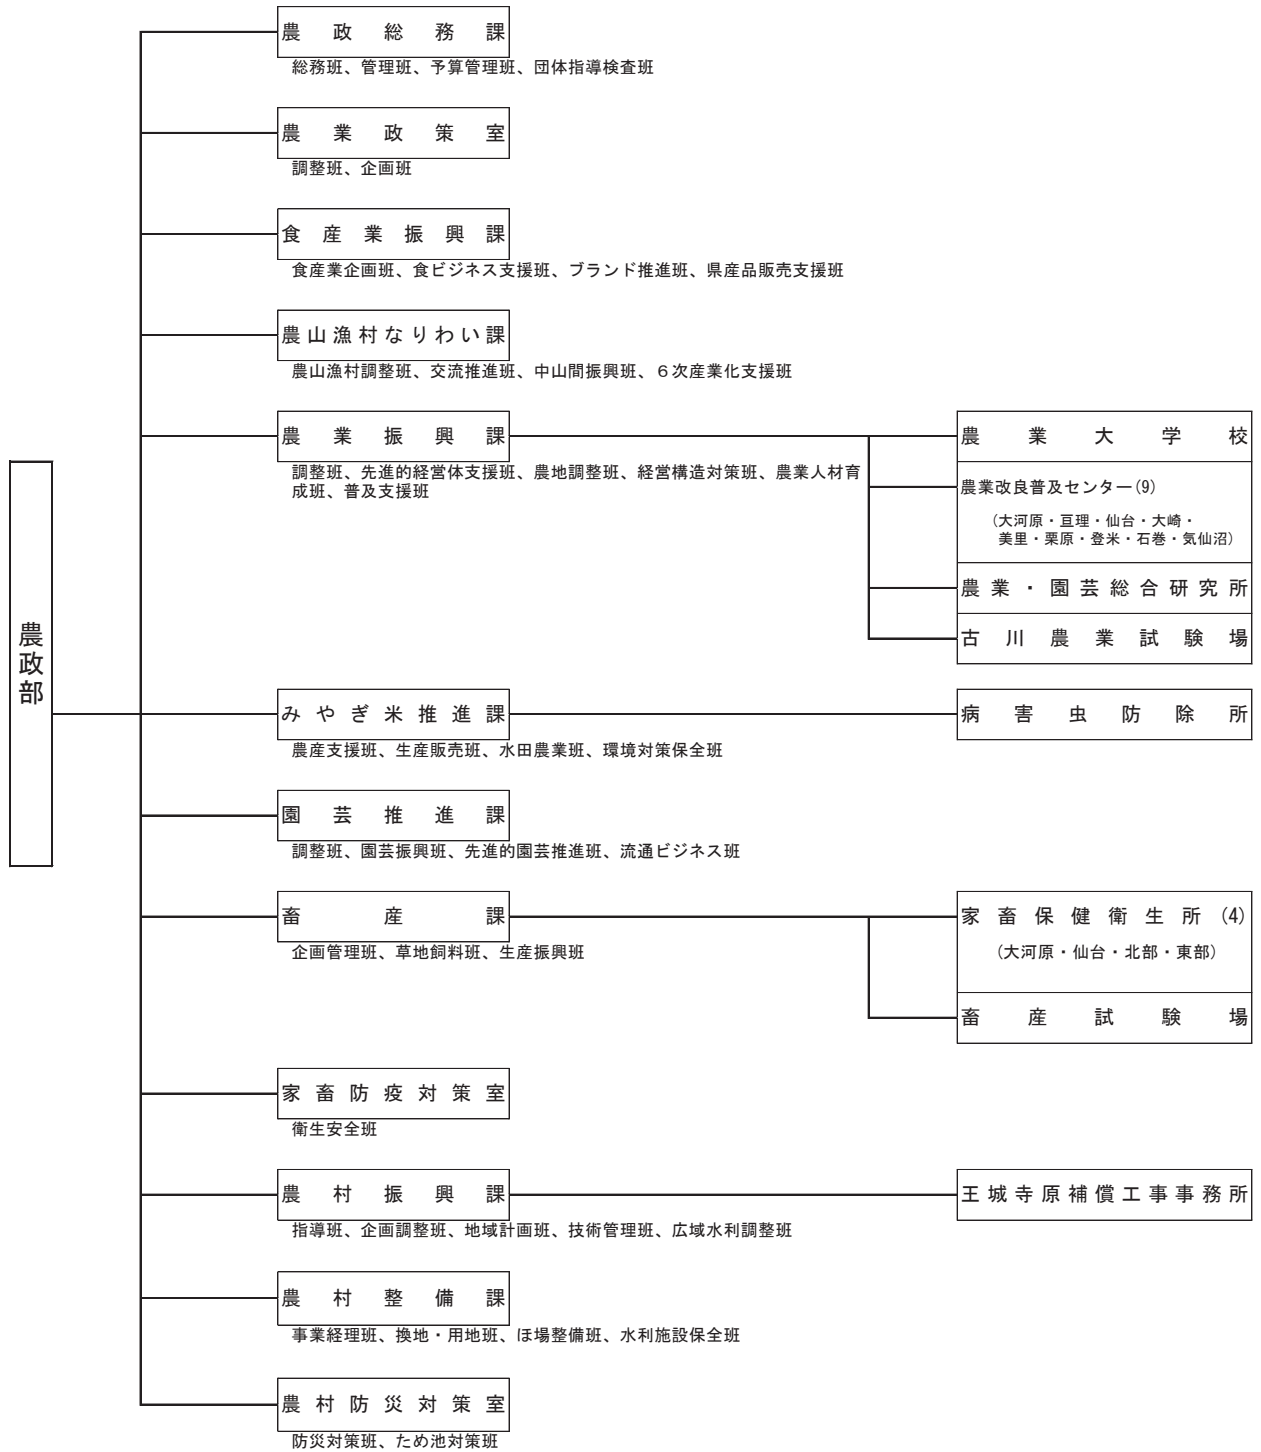 農政部
農政総務課
総務班、管理班、予算管理班、団体指導検査班
農業政策室
調整班、企画班
食産業振興課
食産業企画班、食ビジネス支援班、ブランド推進班、県産品販売支援班
農山漁村なりわい課
農山漁村調整班、交流推進班、中山間振興班、６次産業化支援班
農業振興課
調整班、先進的経営体支援班、農地調整班、経営構造対策班、農業人材育
成班、普及支援班
農業大学校
農業改良普及センター(9)
（大河原・亘理・仙台・大崎・
美里・栗原・登米・石巻・気仙沼）
農業・園芸総合研究所
古川農業試験場
みやぎ米推進課
農産支援班、生産販売班、水田農業班、環境対策保全班
病害虫防除所
園芸推進課
調整班、園芸振興班、先進的園芸推進班、流通ビジネス班
畜産課
企画管理班、草地飼料班、生産振興班
家畜保健衛生所(4)
（大河原・仙台・北部・東部）
畜産試験場
家畜防疫対策室
衛生安全班
農村振興課
指導班、企画調整班、地域計画班、技術管理班、広域水利調整班
王城寺原補償工事事務所
農村整備課
事業経理班、換地・用地班、ほ場整備班、水利施設保全班
農村防災対策室
防災対策班、ため池対策班